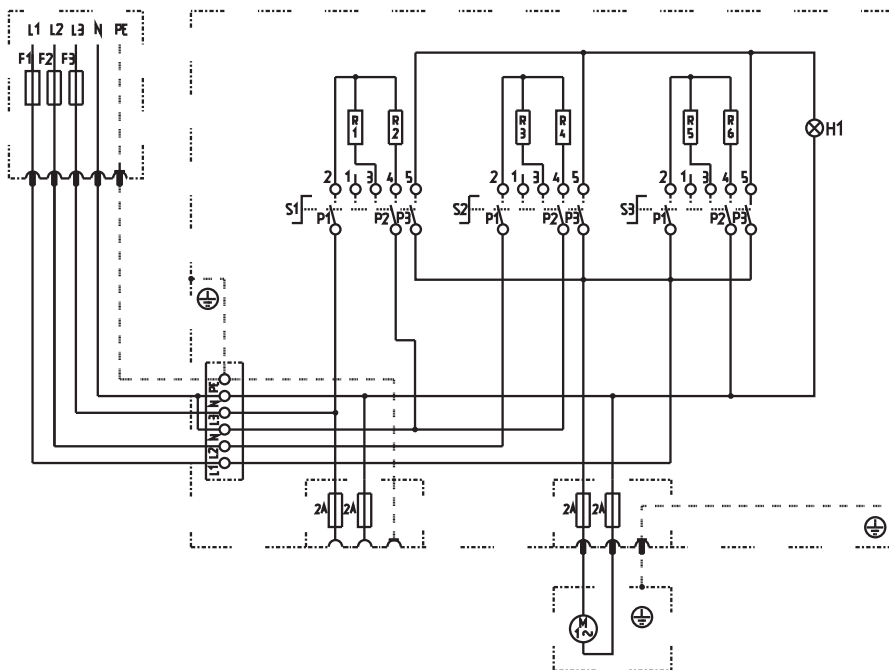 L1 L2 L3 N PE
F1 F2 F3
R 1 R 2 R 3 R 4 R 5 R 6
H1
2 1 3 4 5 2 1 3 4 5 2 1 3 4 5
S1 P1 P2 P3 S2 P1 P2 P3 S3 P1 P2 P3
PE
N
L3
N
L2
L1
2A 2A 2A 2A
M
1~